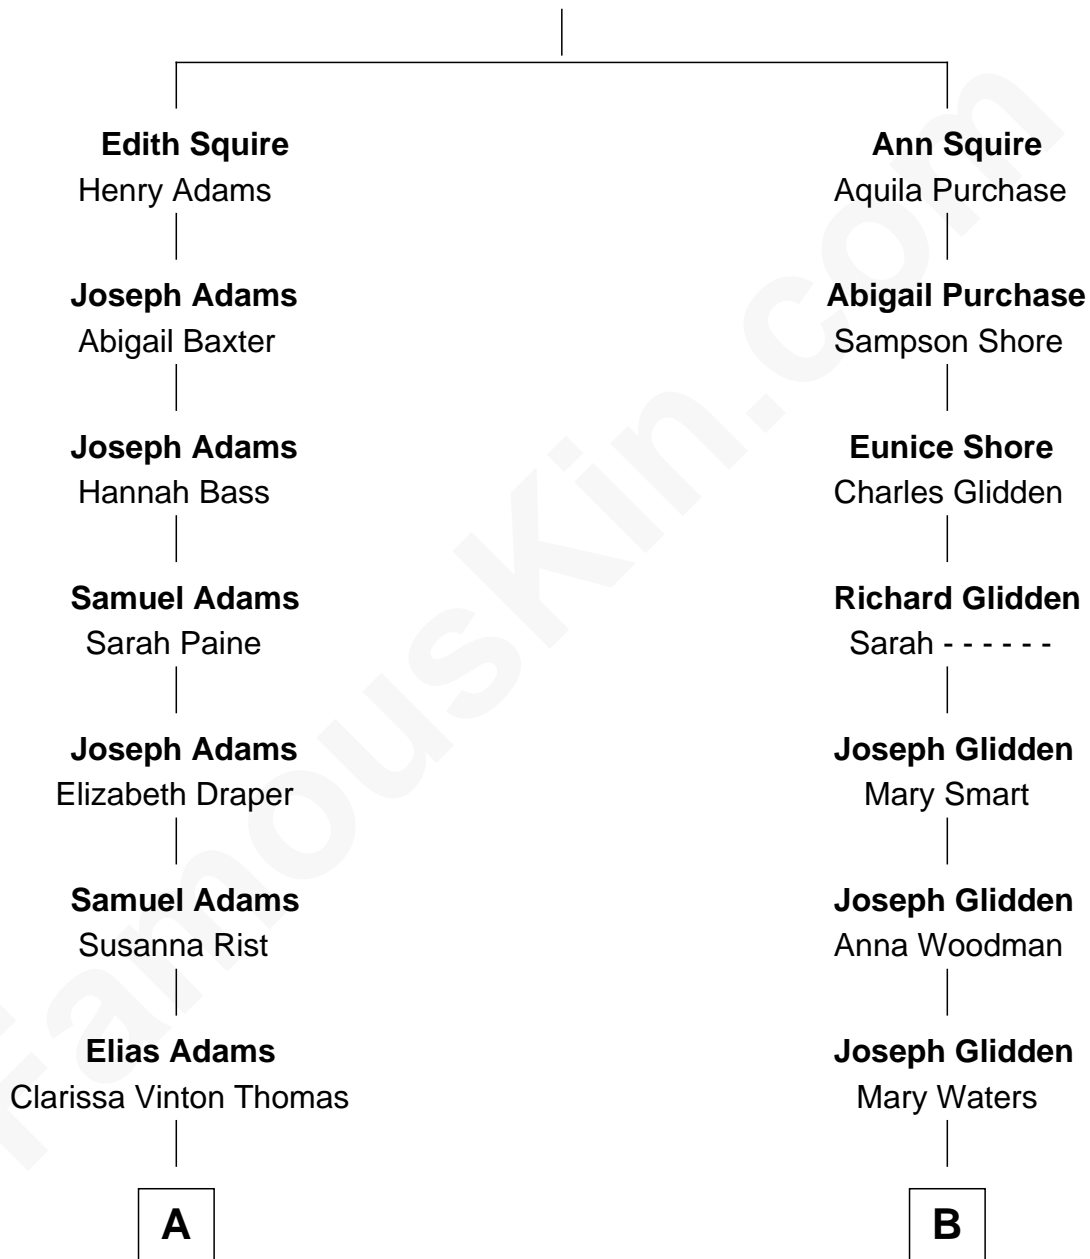 Edith Squire
Henry Adams
Joseph Adams
Abigail Baxter
Joseph Adams
Hannah Bass
Samuel Adams
Sarah Paine
Joseph Adams
Elizabeth Draper
Samuel Adams
Susanna Rist
Elias Adams
Clarissa Vinton Thomas
A
Ann Squire
Aquila Purchase
Abigail Purchase
Sampson Shore
Eunice Shore
Charles Glidden
Richard Glidden
Sarah - - - - - -
Joseph Glidden
Mary Smart
Joseph Glidden
Anna Woodman
Joseph Glidden
Mary Waters
B
FamousKin.com